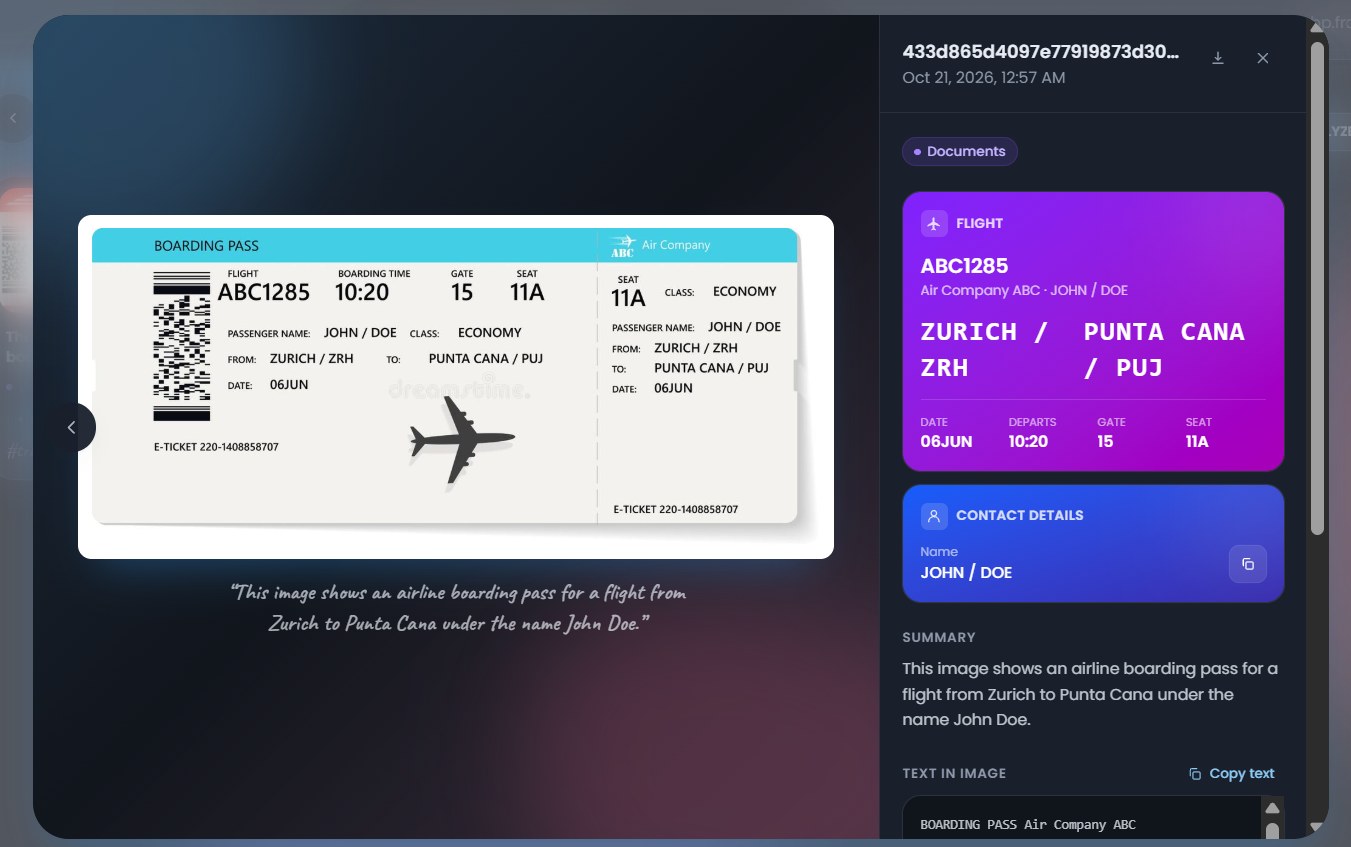 433d865d4097e77919873d30...
Oct 21, 2026, 12:57 AM
Documents
BOARDING PASS
ABC
Air Company
FLIGHT BOARDING TIME GATE SEAT
ABC1285 10:20 15 11A
PASSENGER NAME: JOHN / DOE CLASS: ECONOMY
FROM: ZURICH / ZRH TO: PUNTA CANA / PUJ
DATE: 06JUN
dreamstime.
E-TICKET 220-1408858707
SEAT
11A CLASS: ECONOMY
PASSENGER NAME: JOHN / DOE
FROM: ZURICH / ZRH
TO: PUNTA CANA / PUJ
DATE: 06JUN
E-TICKET 220-1408858707
“This image shows an airline boarding pass for a flight from
Zurich to Punta Cana under the name John Doe.”
FLIGHT
ABC1285
Air Company ABC · JOHN / DOE
ZURICH / PUNTA CANA
ZRH / PUJ
DATE DEPARTS GATE SEAT
06JUN 10:20 15 11A
CONTACT DETAILS
Name
JOHN / DOE
SUMMARY
This image shows an airline boarding pass for a
flight from Zurich to Punta Cana under the
name John Doe.
TEXT IN IMAGE Copy text
BOARDING PASS Air Company ABC